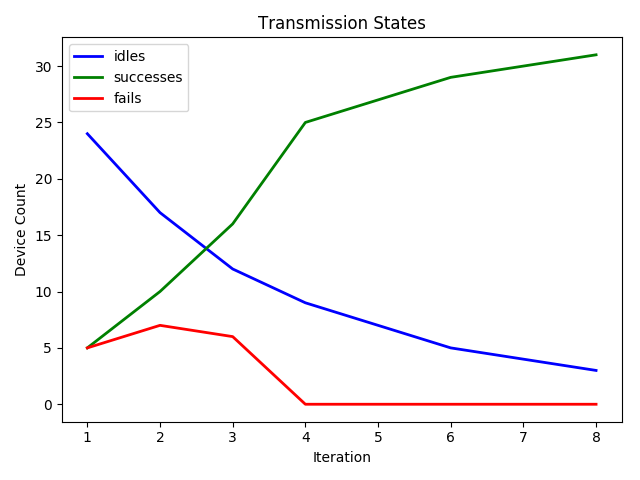 Transmission States
idles
successes
fails
Device Count
30
25
20
15
10
5
0
1 2 3 4 5 6 7 8
Iteration